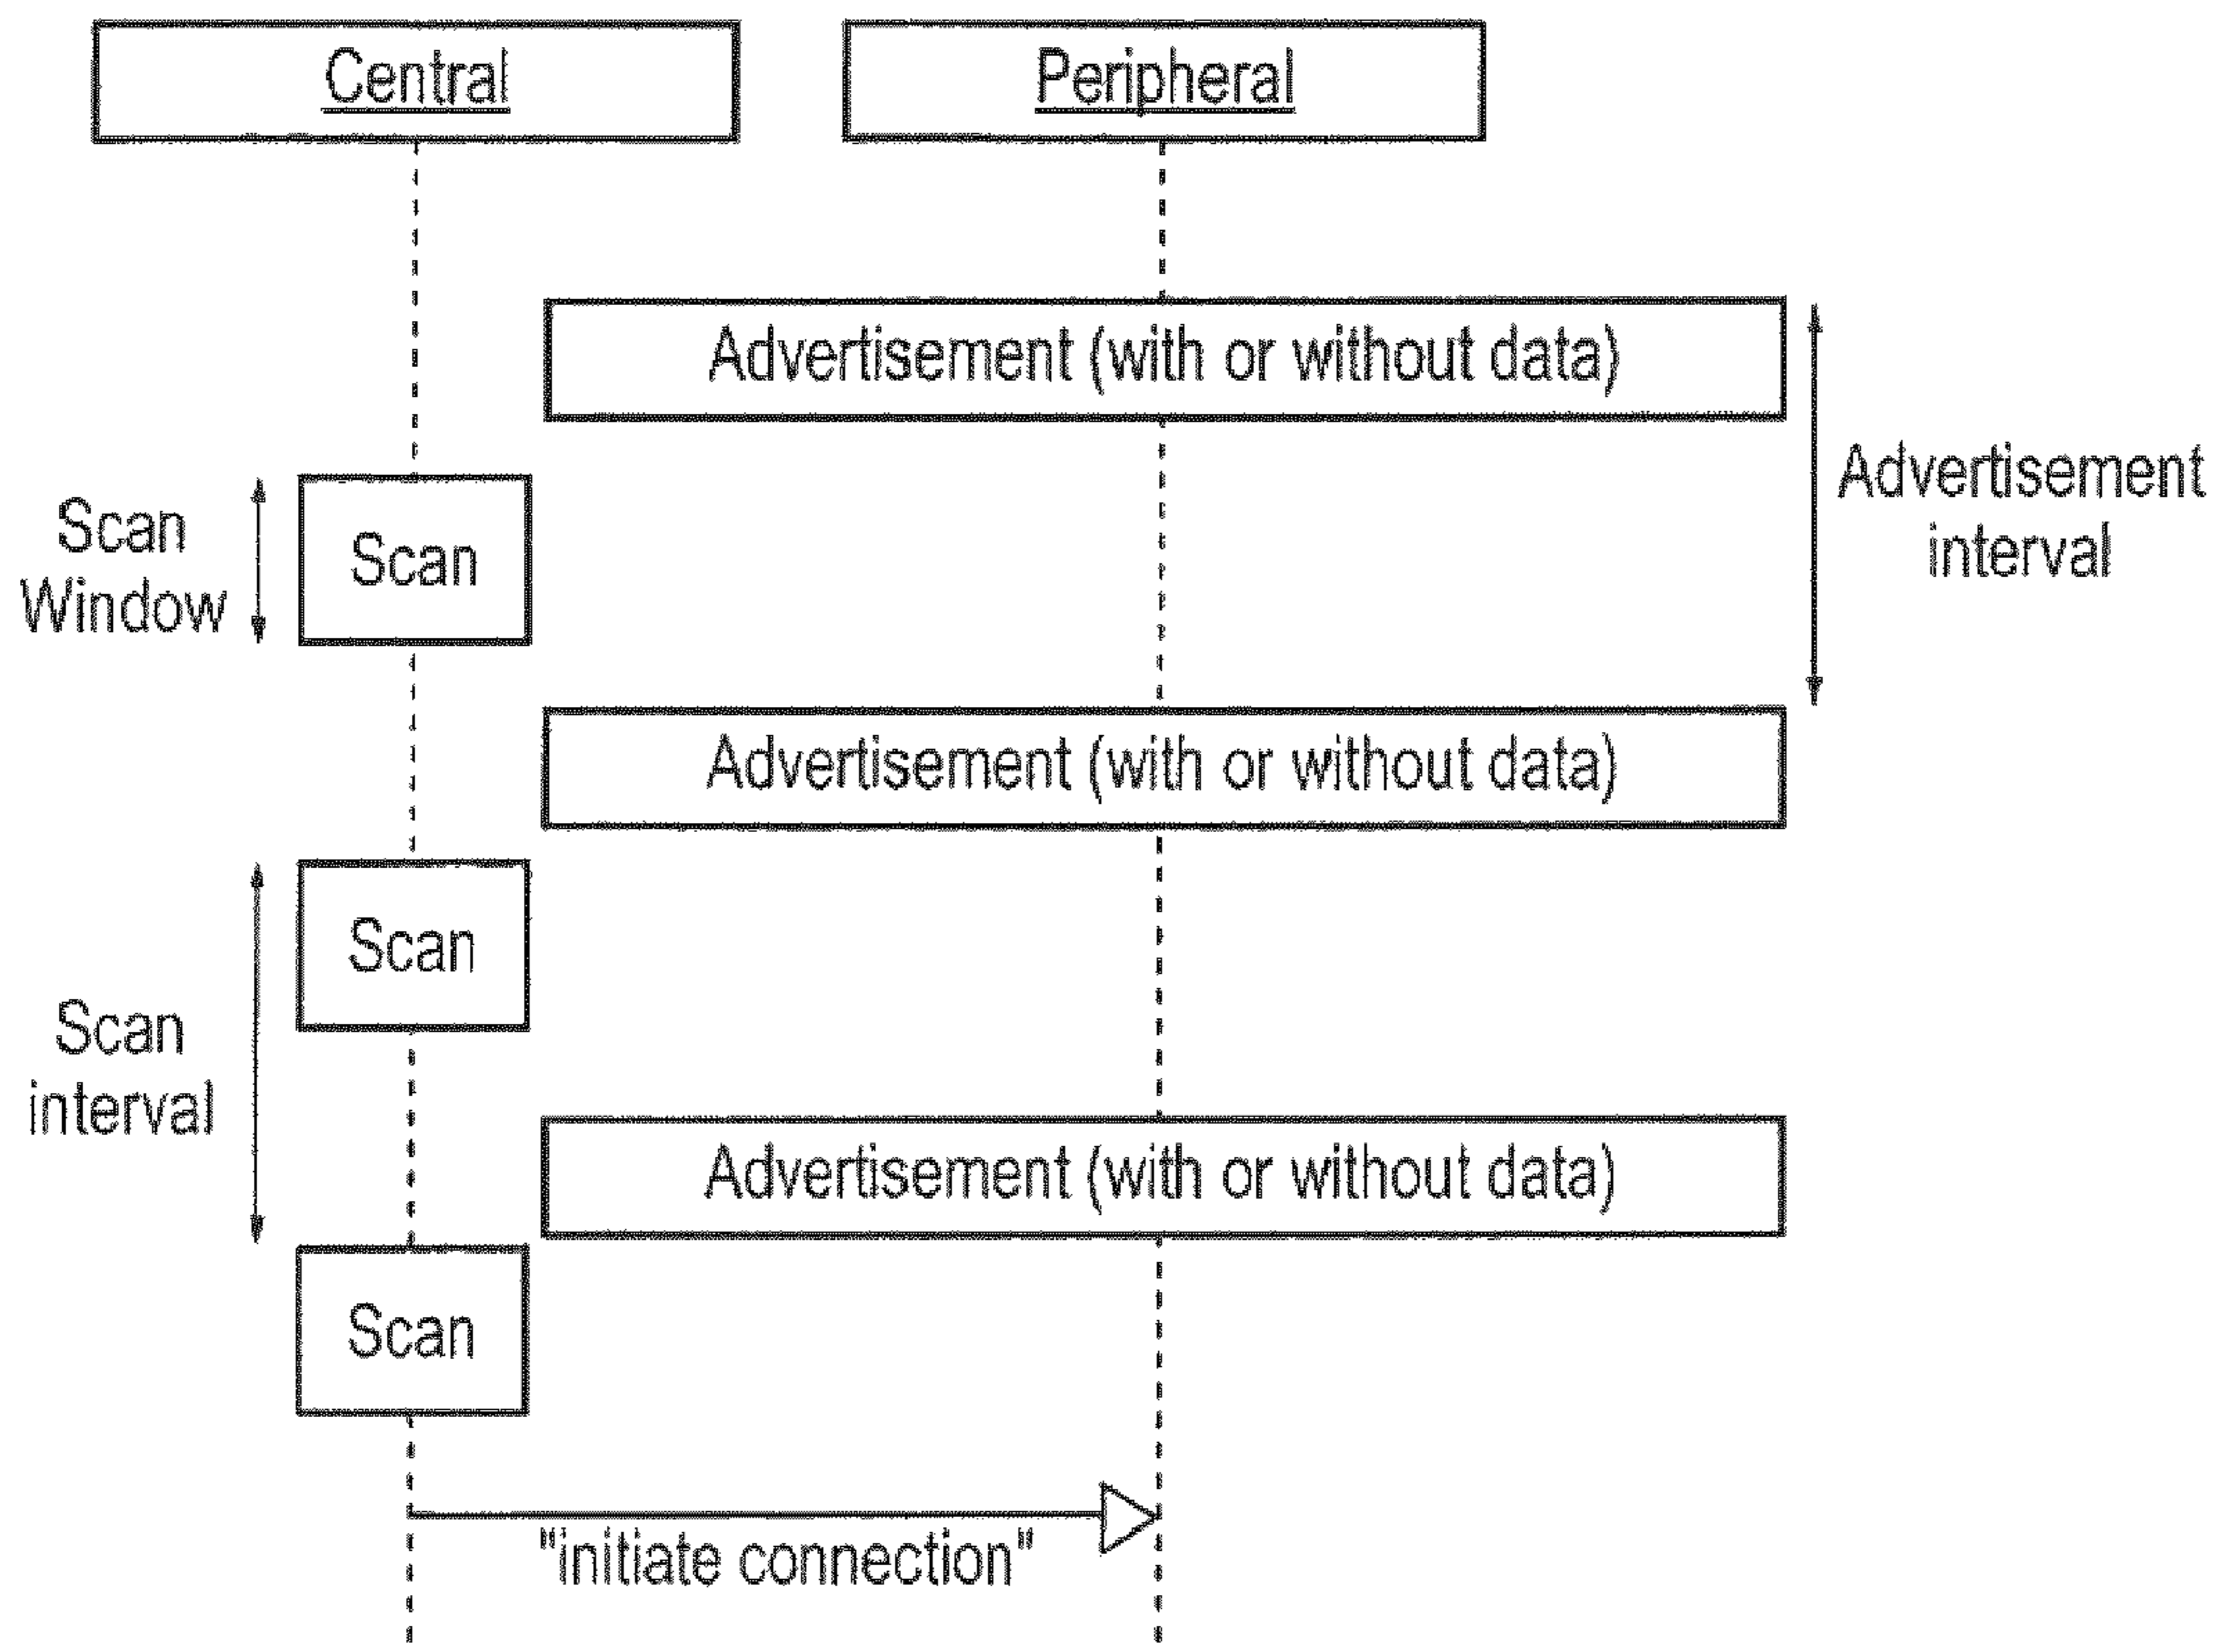 Central
Peripheral
Advertisement (with or without data)
Advertisement
interval
Scan
Window
Scan
Advertisement (with or without data)
Scan
Scan
interval
Advertisement (with or without data)
Scan
"initiate connection"